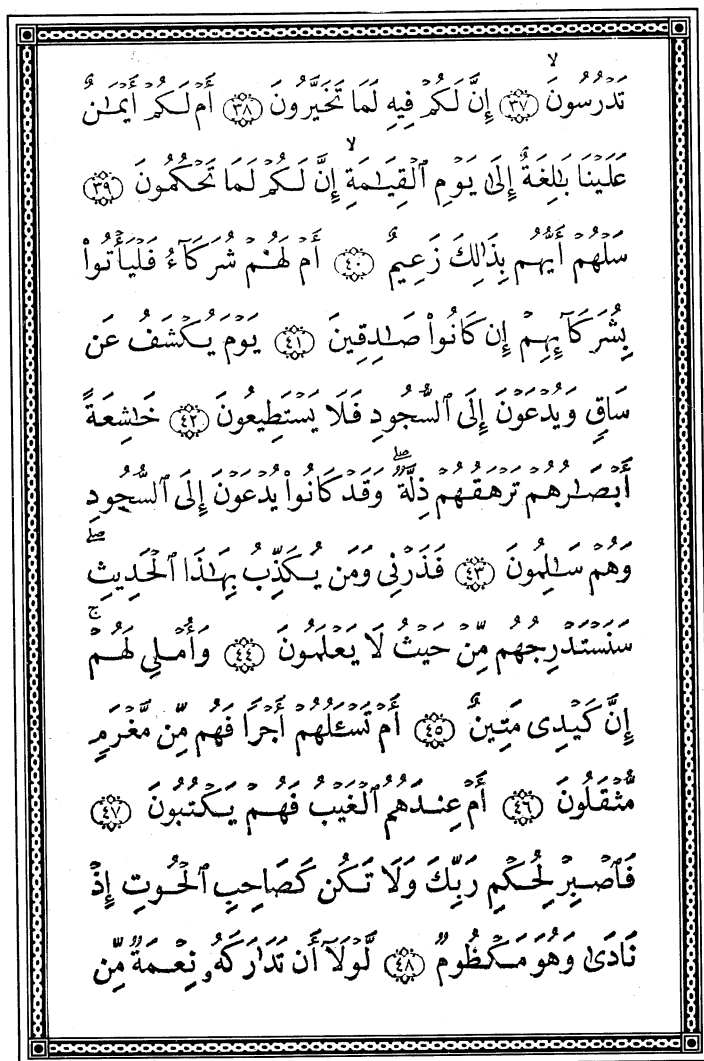 تَدْرُسُونَ ﴿٣٧﴾ إِنَّ لَكُمْ فِيهِ لَمَا تَخَيَّرُونَ ﴿٣٨﴾ أَمْ لَكُمْ أَيْمَٰنٌ
عَلَيْنَا بَٰلِغَةٌ إِلَىٰ يَوْمِ ٱلْقِيَٰمَةِ ۙ إِنَّ لَكُمْ لَمَا تَحْكُمُونَ ﴿٣٩﴾
سَلْهُمْ أَيُّهُم بِذَٰلِكَ زَعِيمٌ ﴿٤٠﴾ أَمْ لَهُمْ شُرَكَآءُ فَلْيَأْتُوا۟
بِشُرَكَآئِهِمْ إِن كَانُوا۟ صَٰدِقِينَ ﴿٤١﴾ يَوْمَ يُكْشَفُ عَن
سَاقٍ وَيُدْعَوْنَ إِلَى ٱلسُّجُودِ فَلَا يَسْتَطِيعُونَ ﴿٤٢﴾ خَٰشِعَةً
أَبْصَٰرُهُمْ تَرْهَقُهُمْ ذِلَّةٌ ۖ وَقَدْ كَانُوا۟ يُدْعَوْنَ إِلَى ٱلسُّجُودِ
وَهُمْ سَٰلِمُونَ ﴿٤٣﴾ فَذَرْنِى وَمَن يُكَذِّبُ بِهَٰذَا ٱلْحَدِيثِ ۖ
سَنَسْتَدْرِجُهُم مِّنْ حَيْثُ لَا يَعْلَمُونَ ﴿٤٤﴾ وَأُمْلِى لَهُمْ ۚ
إِنَّ كَيْدِى مَتِينٌ ﴿٤٥﴾ أَمْ تَسْـَٔلُهُمْ أَجْرًا فَهُم مِّن مَّغْرَمٍ
مُّثْقَلُونَ ﴿٤٦﴾ أَمْ عِندَهُمُ ٱلْغَيْبُ فَهُمْ يَكْتُبُونَ ﴿٤٧﴾
فَٱصْبِرْ لِحُكْمِ رَبِّكَ وَلَا تَكُن كَصَاحِبِ ٱلْحُوتِ إِذْ
نَادَىٰ وَهُوَ مَكْظُومٌ ﴿٤٨﴾ لَّوْلَآ أَن تَدَٰرَكَهُۥ نِعْمَةٌ مِّن